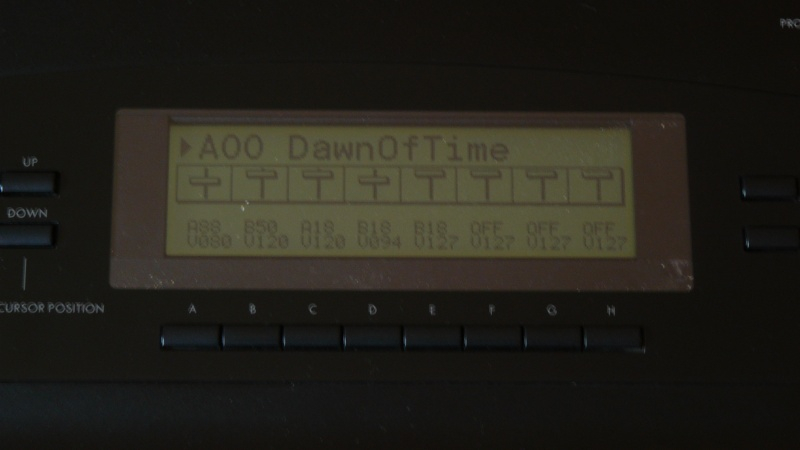 PRO
▶A00 DawnOfTime
UP
A88 B50 A18 B18 B18 OFF OFF OFF
DOWN
V080 V120 V120 V094 V127 V127 V127 V127
CURSOR POSITION
A B C D E F G H